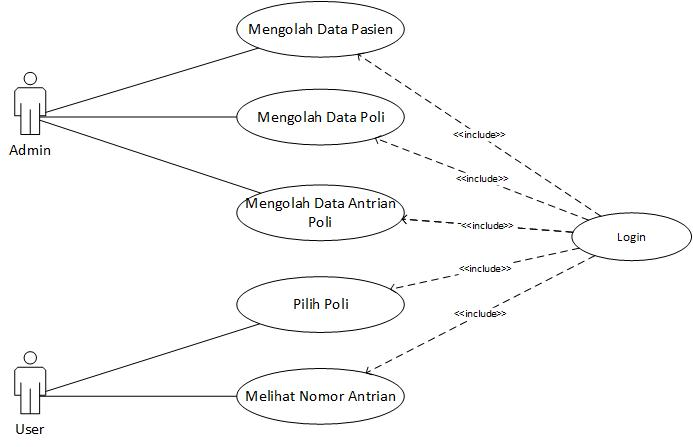 Mengolah Data Pasien
Mengolah Data Poli
Admin
<<include>>
<<include>>
Mengolah Data Antrian
Poli
<<include>>
Login
<<include>>
Pilih Poli
<<include>>
User
Melihat Nomor Antrian